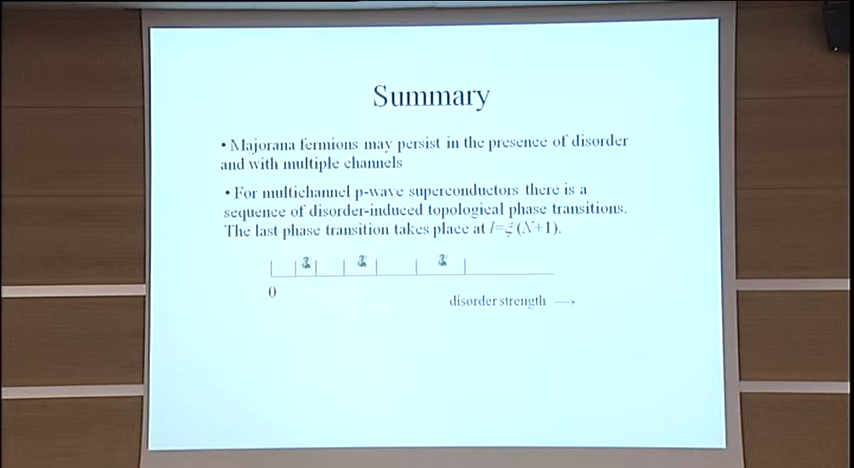 Summary
• Majorana fermions may persist in the presence of disorder
and with multiple channels
• For multichannel p-wave superconductors there is a
sequence of disorder-induced topological phase transitions.
The last phase transition takes place at l=ξ(N+1).
0
disorder strength →